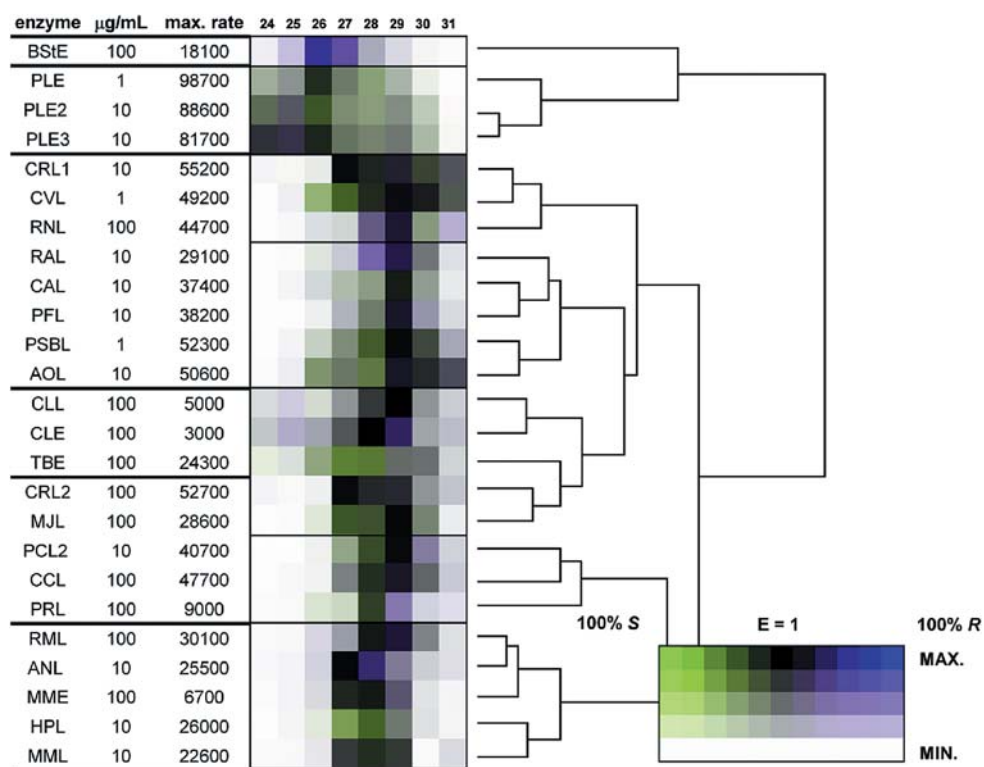 enzyme μg/mL max. rate 24 25 26 27 28 29 30 31
BStE 100 18100
PLE 1 98700
PLE2 10 88600
PLE3 10 81700
CRL1 10 55200
CVL 1 49200
RNL 100 44700
RAL 10 29100
CAL 10 37400
PFL 10 38200
PSBL 1 52300
AOL 10 50600
CLL 100 5000
CLE 100 3000
TBE 100 24300
CRL2 100 52700
MJL 100 28600
PCL2 10 40700
CCL 100 47700
PRL 100 9000
RML 100 30100
ANL 10 25500
MME 100 6700
HPL 10 26000
MML 10 22600
100% S E = 1 100% R
MAX.
MIN.